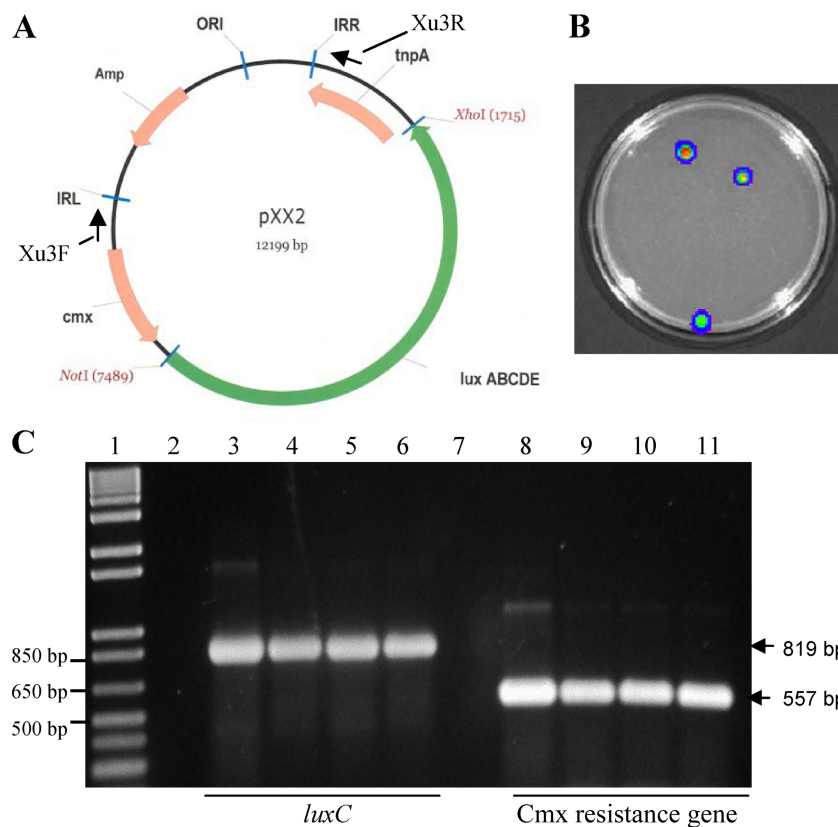 A
ORI
IRR
Xu3R
tnpA
Amp
XhoI (1715)
IRL
pXX2
12199 bp
Xu3F
cmx
NotI (7489)
lux ABCDE
B
C
1 2 3 4 5 6 7 8 9 10 11
850 bp
650 bp
500 bp
819 bp
557 bp
luxC
Cmx resistance gene